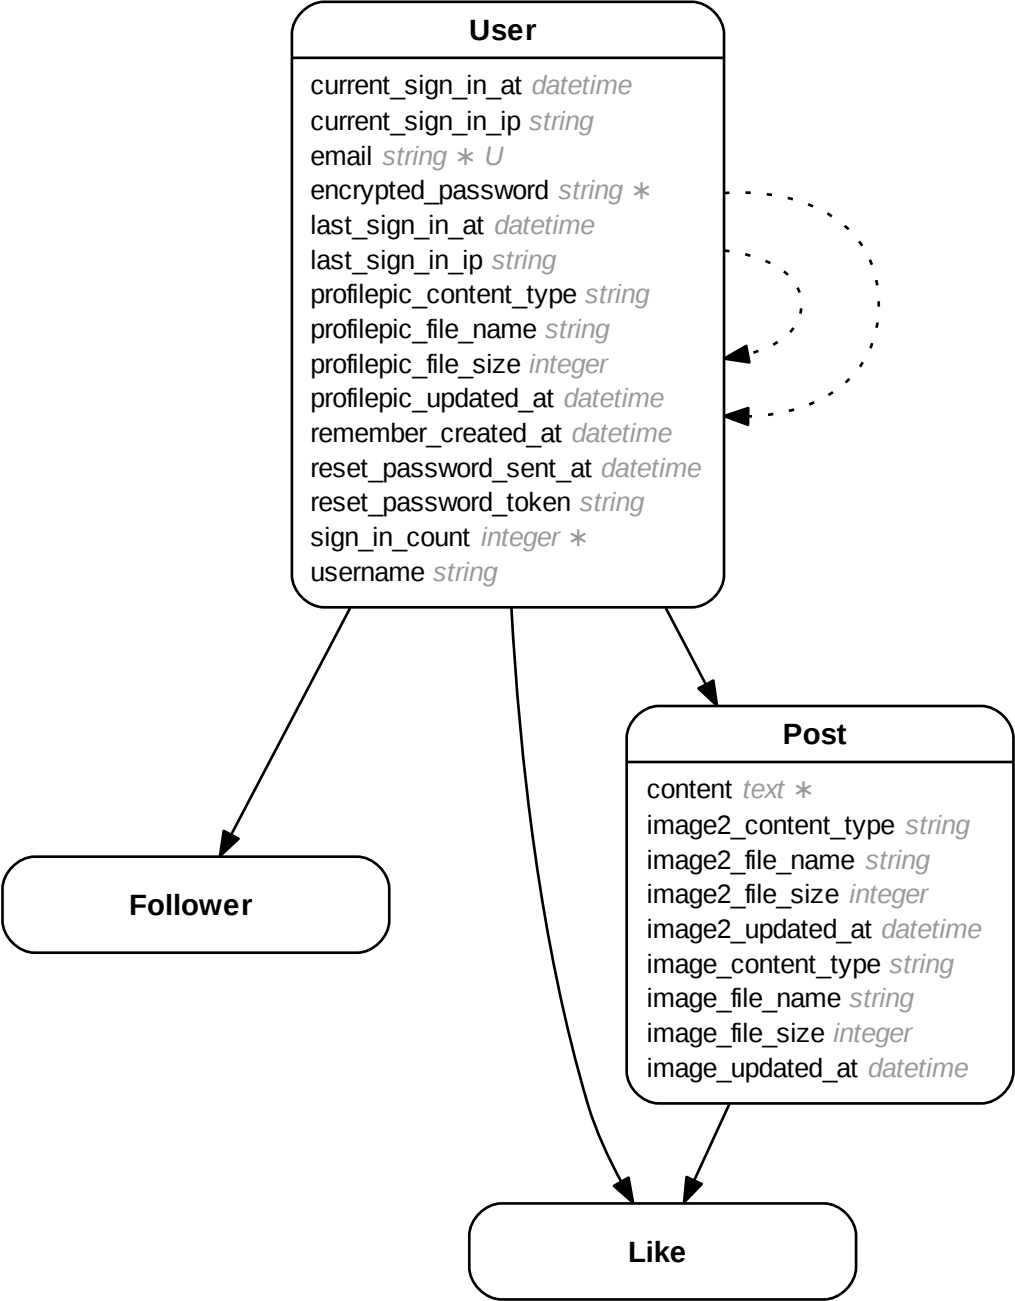 User
current_sign_in_at datetime
current_sign_in_ip string
email string ∗ U
encrypted_password string ∗
last_sign_in_at datetime
last_sign_in_ip string
profilepic_content_type string
profilepic_file_name string
profilepic_file_size integer
profilepic_updated_at datetime
remember_created_at datetime
reset_password_sent_at datetime
reset_password_token string
sign_in_count integer ∗
username string
Post
content text ∗
image2_content_type string
image2_file_name string
image2_file_size integer
image2_updated_at datetime
image_content_type string
image_file_name string
image_file_size integer
image_updated_at datetime
Follower
Like